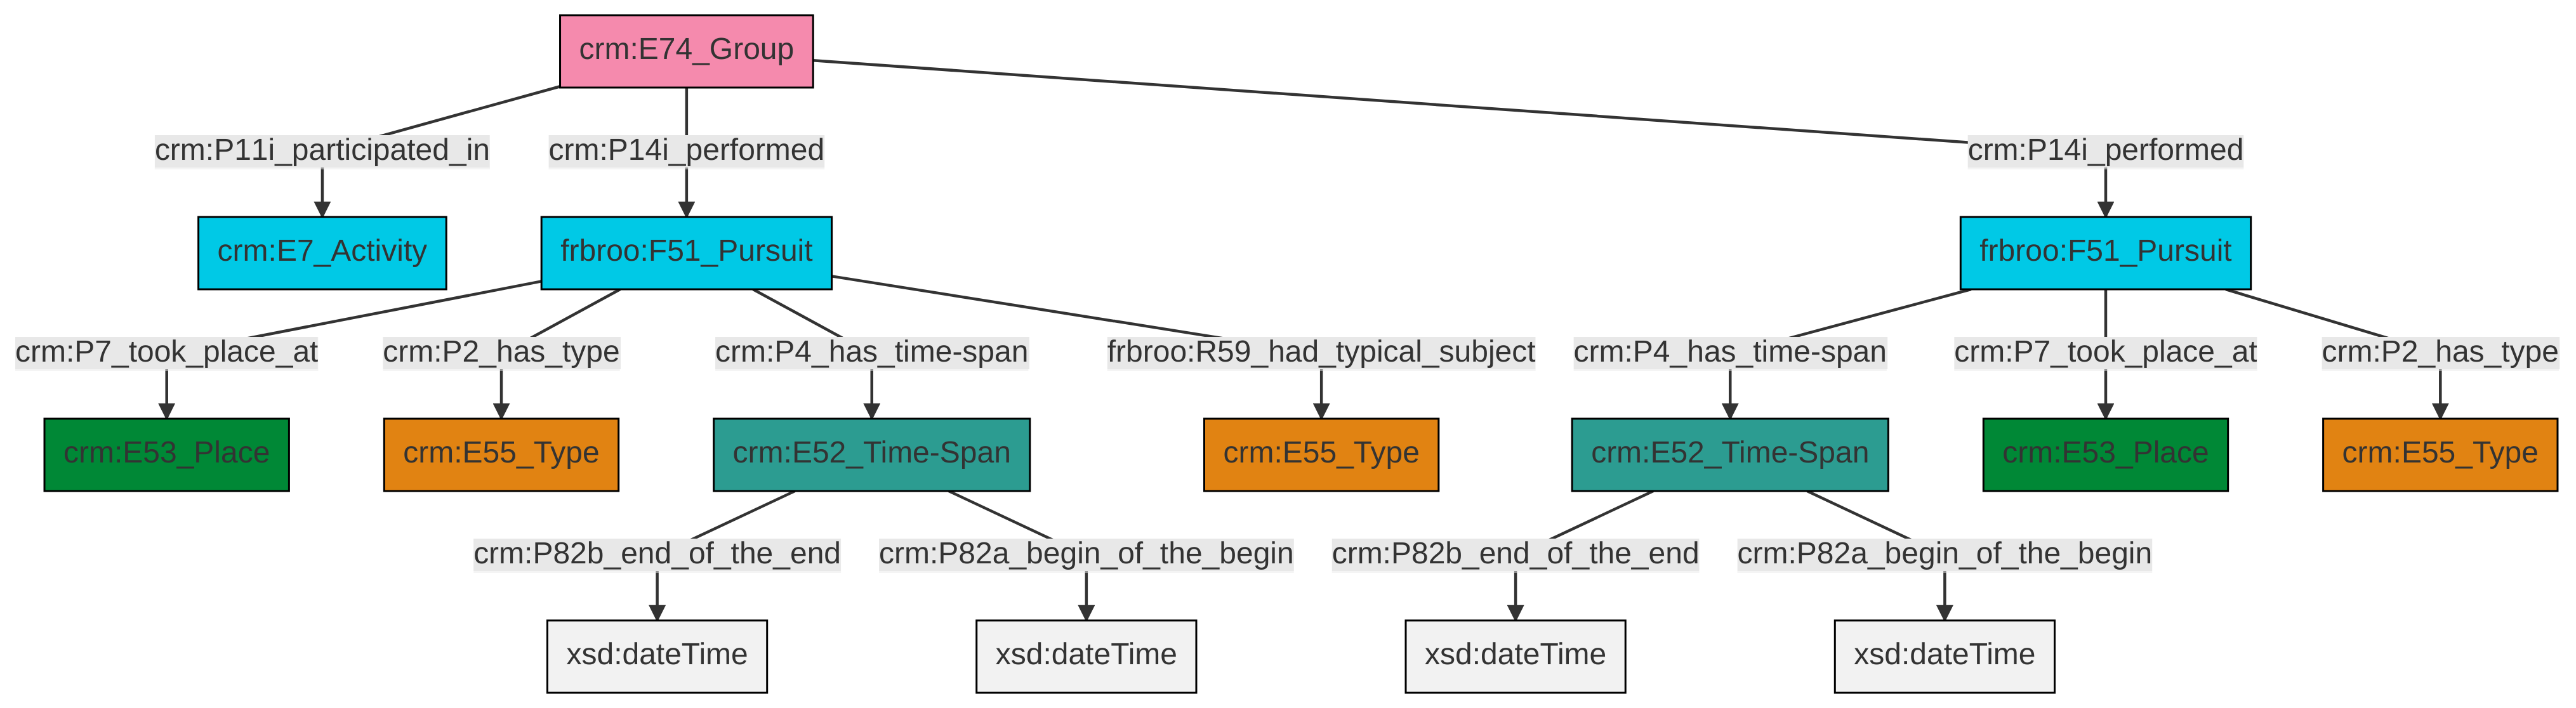 crm:E74_Group
crm:P11i_participated_in
crm:P14i_performed
crm:P14i_performed
crm:E7_Activity
frbroo:F51_Pursuit
frbroo:F51_Pursuit
crm:P7_took_place_at
crm:P2_has_type
crm:P4_has_time-span
frbroo:R59_had_typical_subject
crm:P4_has_time-span
crm:P7_took_place_at
crm:P2_has_type
crm:E53_Place
crm:E55_Type
crm:E52_Time-Span
crm:E55_Type
crm:E52_Time-Span
crm:E53_Place
crm:E55_Type
crm:P82b_end_of_the_end
crm:P82a_begin_of_the_begin
crm:P82b_end_of_the_end
crm:P82a_begin_of_the_begin
xsd:dateTime
xsd:dateTime
xsd:dateTime
xsd:dateTime